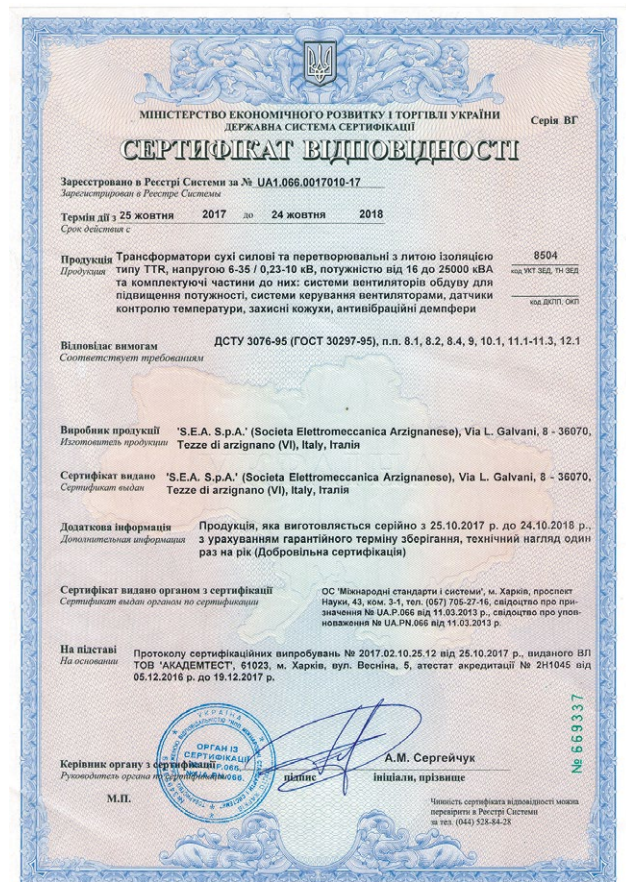 МІНІСТЕРСТВО ЕКОНОМІЧНОГО РОЗВИТКУ І ТОРГІВЛІ УКРАЇНИ
ДЕРЖАВНА СИСТЕМА СЕРТИФІКАЦІЇ
Серія ВГ
СЕРТИФІКАТ ВІДПОВІДНОСТІ
Зареєстровано в Реєстрі Системи за № UA1.066.0017010-17
Зарегистрирован в Реестре Системы
Термін дії з 25 жовтня 2017 до 24 жовтня 2018
Срок действия с
Продукція Трансформатори сухі силові та перетворювальні з литою ізоляцією
Продукция типу TTR, напругою 6-35 / 0,23-10 кВ, потужністю від 16 до 25000 кВА
та комплектуючі частини до них: системи вентиляторів обдуву для
підвищення потужності, системи керування вентиляторами, датчики
контролю температури, захисні кожухи, антивібраційні демпфери
8504
код УКТ ЗЕД, ТН ЗЕД
код ДКПП, ОКП
Відповідає вимогам ДСТУ 3076-95 (ГОСТ 30297-95), п.п. 8.1, 8.2, 8.4, 9, 10.1, 11.1-11.3, 12.1
Соответствует требованиям
Виробник продукції 'S.E.A. S.p.A.' (Societa Elettromeccanica Arzignanese), Via L. Galvani, 8 - 36070,
Изготовитель продукции Tezze di arzignano (VI), Italy, Італія
Сертифікат видано 'S.E.A. S.p.A.' (Societa Elettromeccanica Arzignanese), Via L. Galvani, 8 - 36070,
Сертификат выдан Tezze di arzignano (VI), Italy, Італія
Додаткова інформація Продукція, яка виготовляється серійно з 25.10.2017 р. до 24.10.2018 р.,
Дополнительная информация з урахуванням гарантійного терміну зберігання, технічний нагляд один
раз на рік (Добровільна сертифікація)
Сертифікат видано органом з сертифікації ОС 'Міжнародні стандарти і системи', м. Харків, проспект
Сертификат выдан органом по сертификации Науки, 43, ком. 3-1, тел. (057) 705-27-16, свідоцтво про при-
значення № UA.P.066 від 11.03.2013 р., свідоцтво про упов-
новаження № UA.PN.066 від 11.03.2013 р.
На підставі Протоколу сертифікаційних випробувань № 2017.02.10.25.12 від 25.10.2017 р., виданого ВЛ
На основании ТОВ 'АКАДЕМТЕСТ', 61023, м. Харків, вул. Весніна, 5, атестат акредитації № 2Н1045 від
05.12.2016 р. до 19.12.2017 р.
№ 669337
УКРАЇНА
ОРГАН ІЗ
СЕРТИФІКАЦІЇ
№UA.P.066,
№UA.PN.066.
Керівник органу з сертифікації А.М. Сергейчук
Руководитель органа по сертификации підпис ініціали, прізвище
М.П.
Чинність сертифіката відповідності можна
перевірити в Реєстрі Системи
за тел. (044) 528-84-28